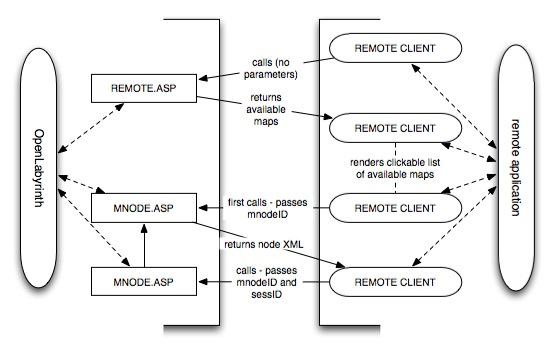 REMOTE CLIENT
calls (no
parameters)
REMOTE.ASP
returns
available
maps
REMOTE CLIENT
OpenLabyrinth
remote application
renders clickable list
of available maps
MNODE.ASP
first calls - passes
mnodeID
REMOTE CLIENT
returns node XML
MNODE.ASP
calls - passes
mnodeID and
sessID
REMOTE CLIENT